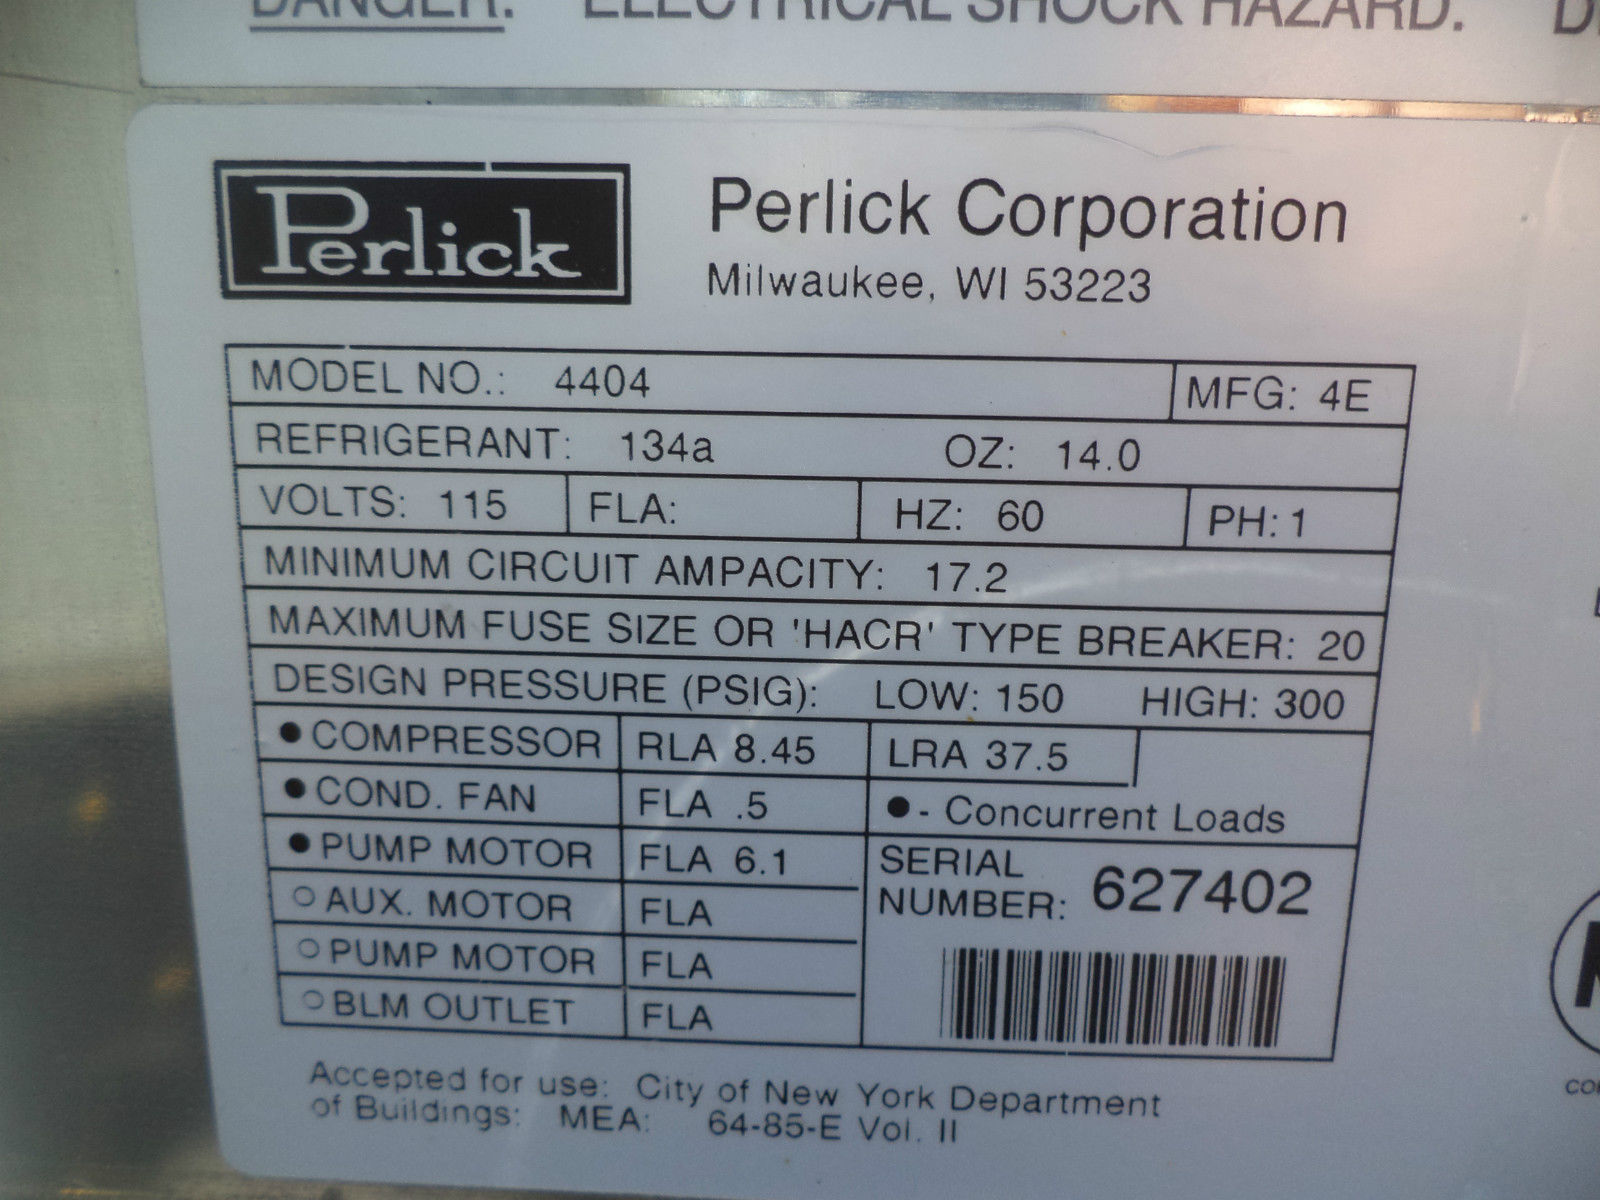 DANGER. ELECTRICAL SHOCK HAZARD.
Perlick
Perlick Corporation
Milwaukee, WI 53223
MODEL NO.: 4404 MFG: 4E
REFRIGERANT: 134a OZ: 14.0
VOLTS: 115 FLA: HZ: 60 PH: 1
MINIMUM CIRCUIT AMPACITY: 17.2
MAXIMUM FUSE SIZE OR 'HACR' TYPE BREAKER: 20
DESIGN PRESSURE (PSIG): LOW: 150 HIGH: 300
● COMPRESSOR RLA 8.45 LRA 37.5
● COND. FAN FLA .5 ● - Concurrent Loads
● PUMP MOTOR FLA 6.1
○ AUX. MOTOR FLA
○ PUMP MOTOR FLA
○ BLM OUTLET FLA
SERIAL
NUMBER: 627402
Accepted for use: City of New York Department
of Buildings: MEA: 64-85-E Vol. II